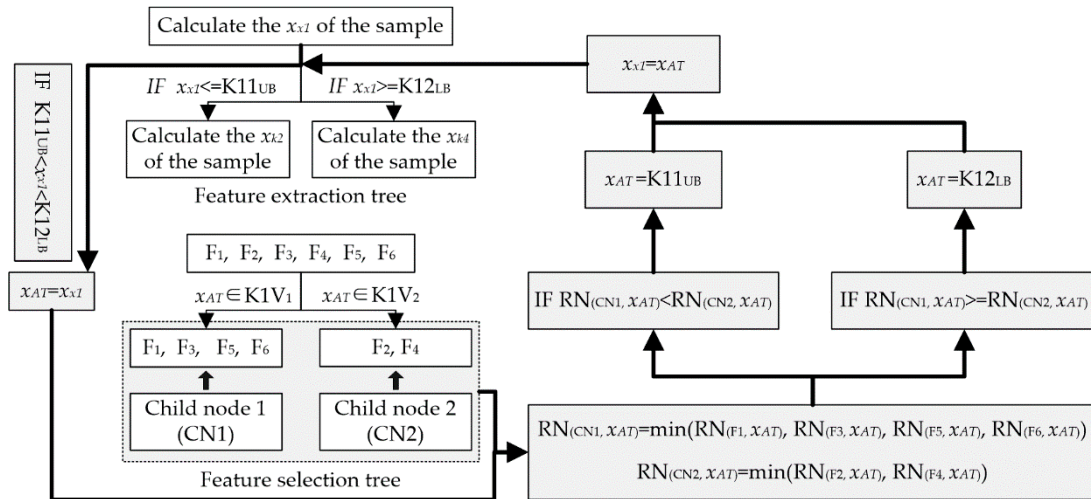 Calculate the xx1 of the sample
IF K11UB<xx1<K12LB
IF xx1<=K11UB
IF xx1>=K12LB
Calculate the xk2
of the sample
Calculate the xk4
of the sample
Feature extraction tree
xx1=xAT
xAT=K11UB
xAT=K12LB
F1, F2, F3, F4, F5, F6
xAT=xx1
xAT∈K1V1
xAT∈K1V2
IF RN(CN1, xAT)<RN(CN2, xAT)
IF RN(CN1, xAT)>=RN(CN2, xAT)
F1, F3, F5, F6
F2, F4
Child node 1
(CN1)
Child node 2
(CN2)
Feature selection tree
RN(CN1, xAT)=min(RN(F1, xAT), RN(F3, xAT), RN(F5, xAT), RN(F6, xAT))
RN(CN2, xAT)=min(RN(F2, xAT), RN(F4, xAT))